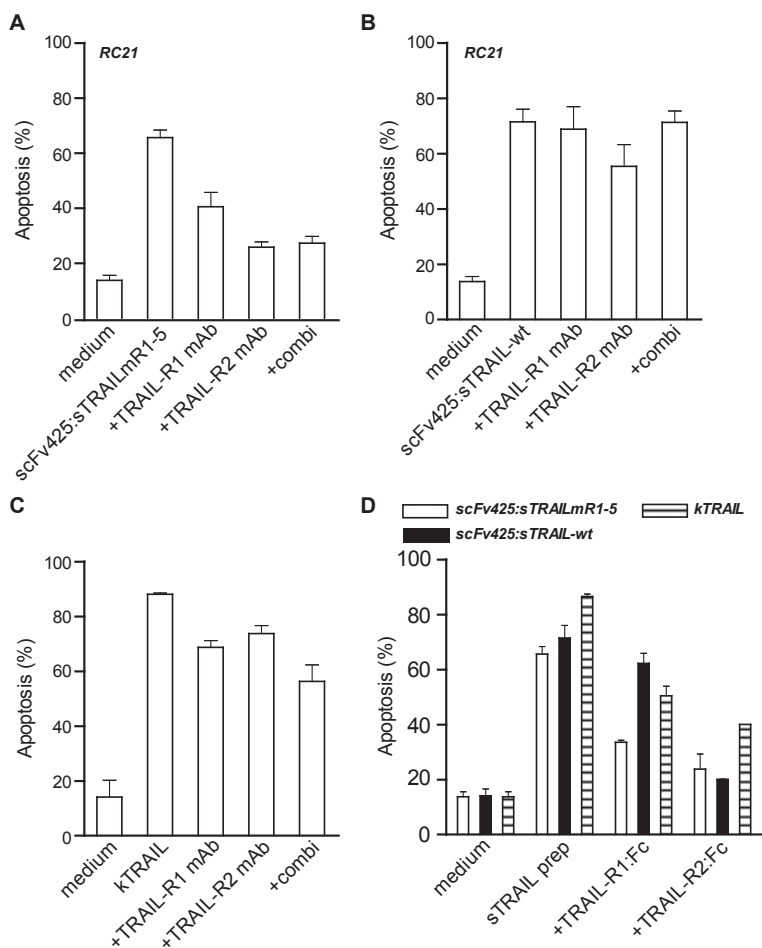 A
RC21
Apoptosis (%)
100
80
60
40
20
0
medium
scFv425:sTRAILmR1-5
+TRAIL-R1 mAb
+TRAIL-R2 mAb
+combi
B
RC21
Apoptosis (%)
100
80
60
40
20
0
medium
scFv425:sTRAIL-wt
+TRAIL-R1 mAb
+TRAIL-R2 mAb
+combi
C
Apoptosis (%)
100
80
60
40
20
0
medium
kTRAIL
+TRAIL-R1 mAb
+TRAIL-R2 mAb
+combi
D
scFv425:sTRAILmR1-5
kTRAIL
scFv425:sTRAIL-wt
Apoptosis (%)
100
80
60
40
20
0
medium
sTRAIL prep
+TRAIL-R1:Fc
+TRAIL-R2:Fc